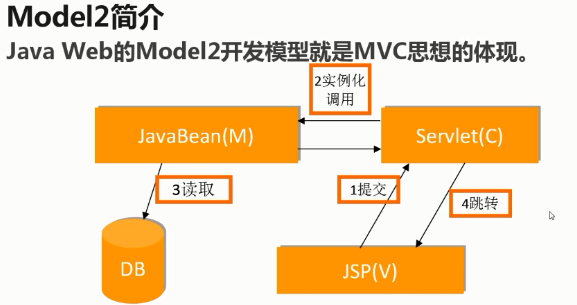 Model2简介
Java Web的Model2开发模型就是MVC思想的体现。
2实例化
调用
JavaBean(M)
Servlet(C)
3读取
1提交
4跳转
DB
JSP(V)